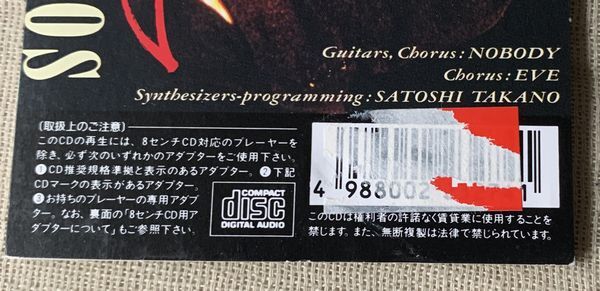 SO
Guitars, Chorus : NOBODY
Chorus : EVE
Synthesizers-programming : SATOSHI TAKANO
〔取扱上のご注意〕
このCDの再生には、8センチCD対応のプレーヤーを
除き、必ず次のいずれかのアダプターをご使用下さい。
❶CD推奨規格準拠と表示のあるアダプター。❷下記
CDマークの表示があるアダプター。
❸お持ちのプレーヤーの専用アダプ
ター。なお、裏面の「8センチCD用ア
ダプターについて」もご参照下さい。
COMPACT
disc
DIGITAL AUDIO
4 988002
このCDは権利者の許諾なく賃貸業に使用することを
禁じます。また、無断複製は法律で禁じられています。